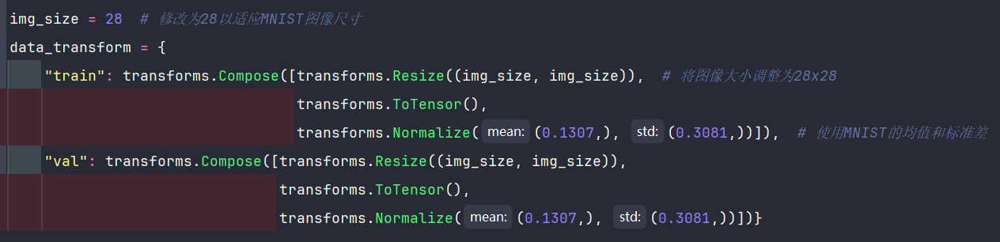 img_size = 28  # 修改为28以适应MNIST图像尺寸
data_transform = {
    "train": transforms.Compose([transforms.Resize((img_size, img_size)),  # 将图像大小调整为28x28
                                 transforms.ToTensor(),
                                 transforms.Normalize( mean: (0.1307,), std: (0.3081,))]),  # 使用MNIST的均值和标准差
    "val": transforms.Compose([transforms.Resize((img_size, img_size)),
                               transforms.ToTensor(),
                               transforms.Normalize( mean: (0.1307,), std: (0.3081,))])}